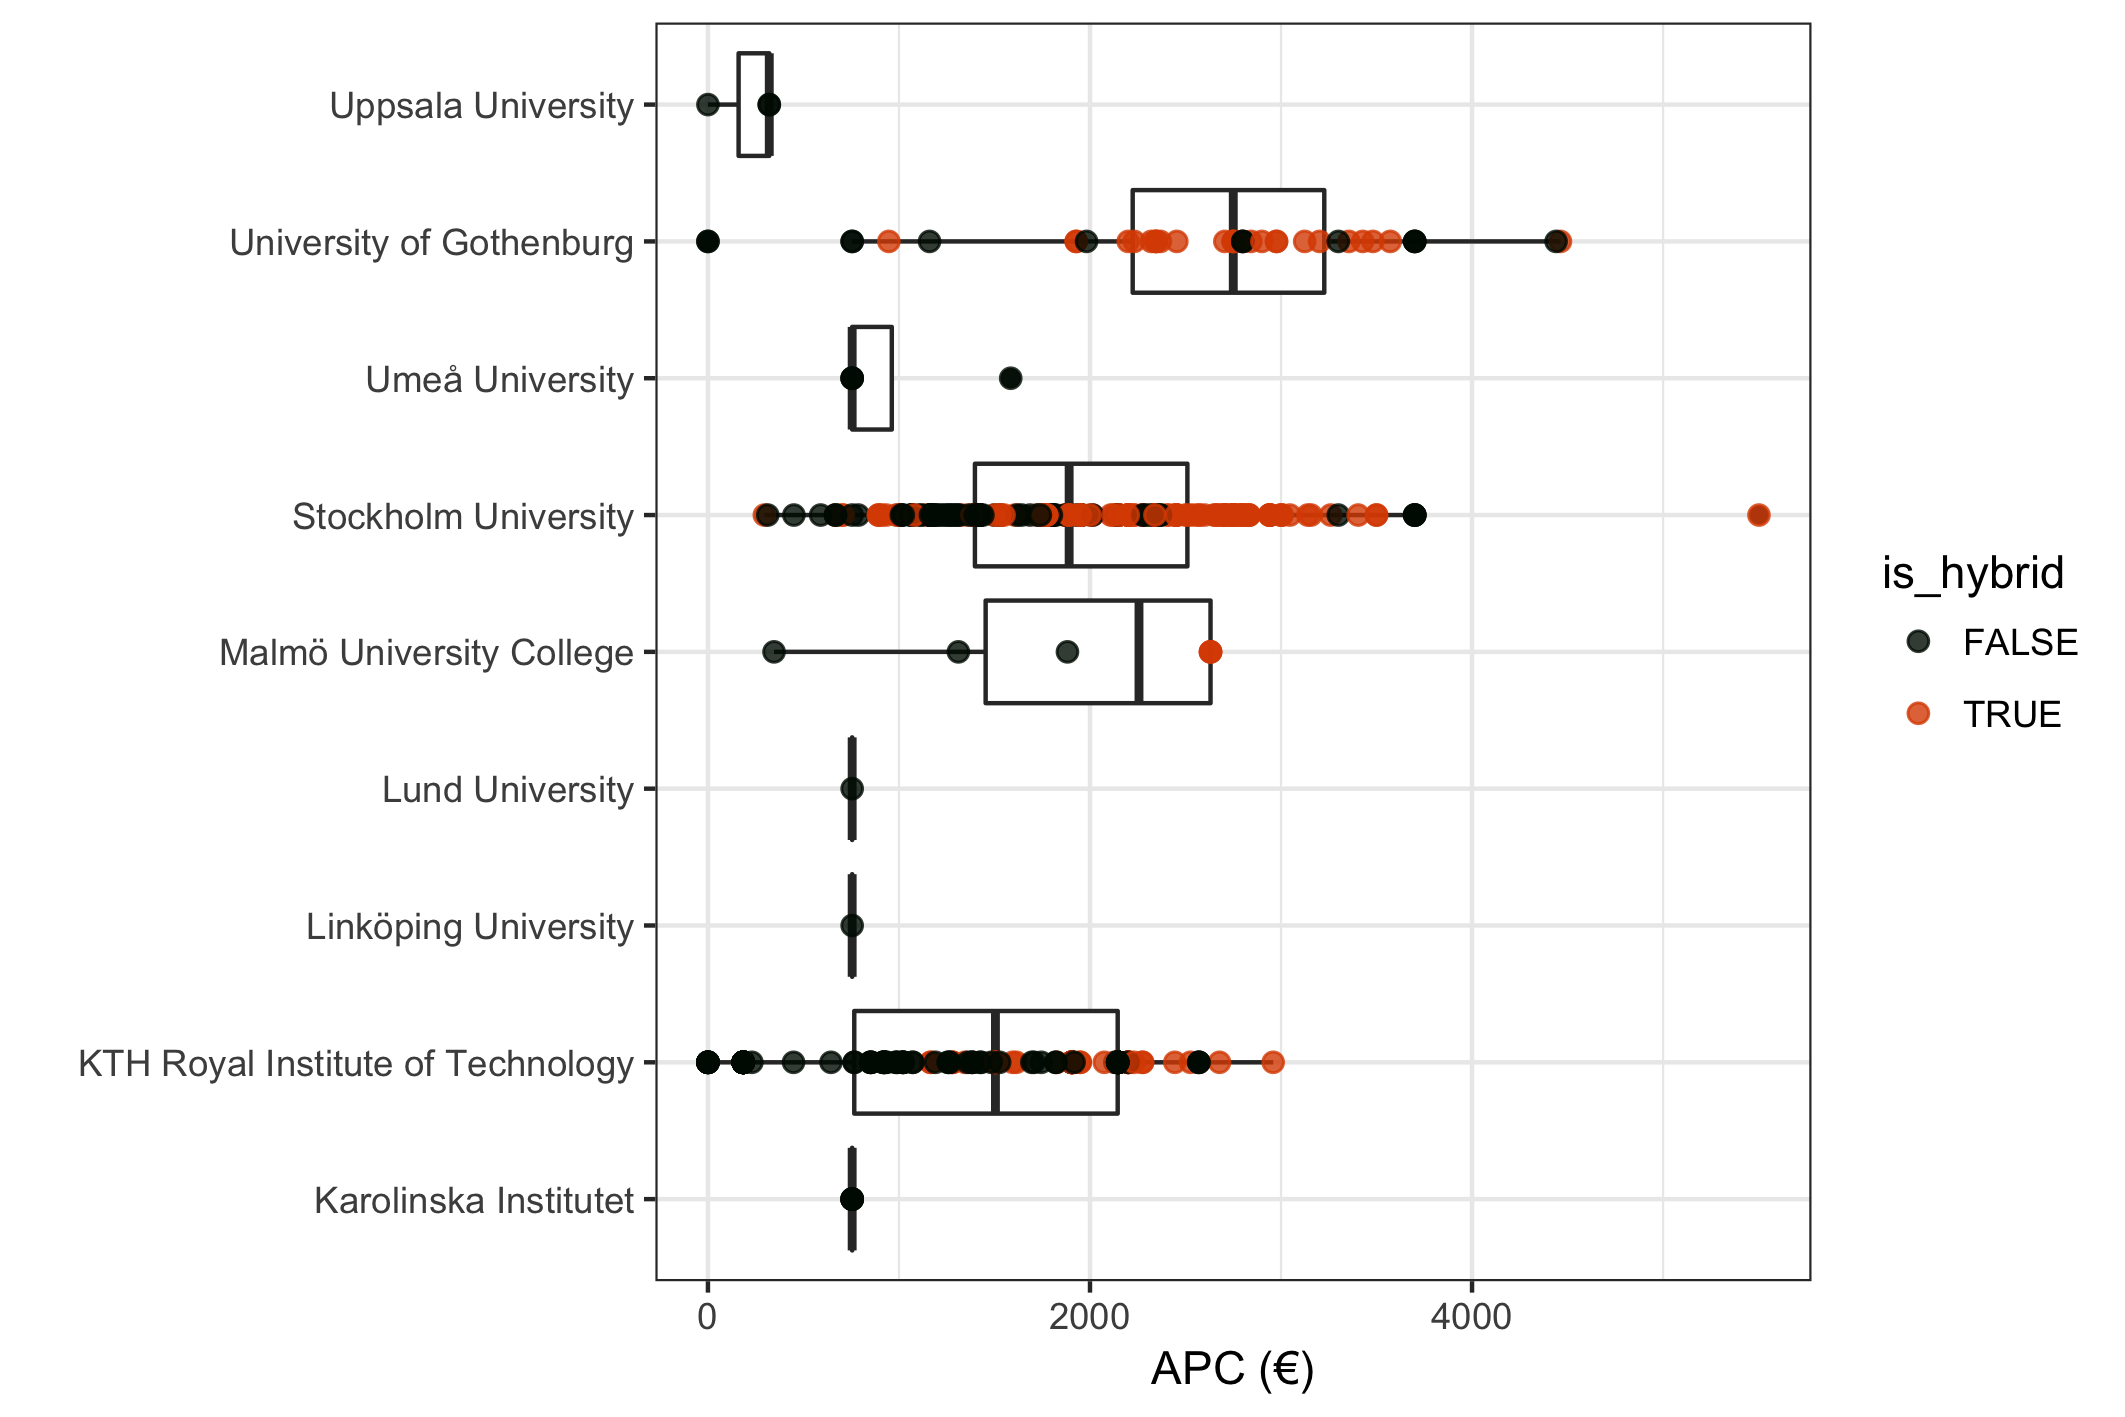 Uppsala University
University of Gothenburg
Umeå University
Stockholm University
Malmö University College
Lund University
Linköping University
KTH Royal Institute of Technology
Karolinska Institutet
0
2000
4000
APC (€)
is_hybrid
FALSE
TRUE